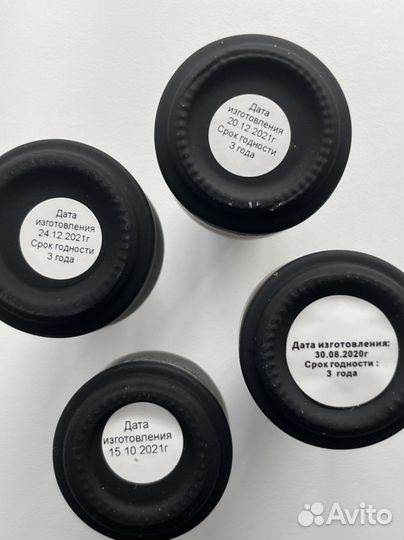 Дата
изготовления
20.12.2021г
Срок годности
3 года
Дата
изготовления
24.12.2021г
Срок годности
3 года
Дата изготовления:
30.08.2020г
Срок годности :
3 года
Дата
изготовления
15.10.2021г
Avito